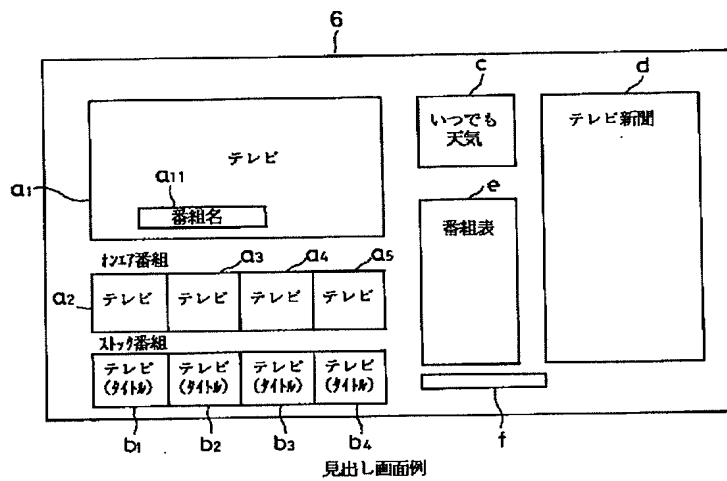 6
c
d
いつでも
天気
テレビ新聞
テレビ
a1
a11
番組名
e
番組表
ｵﾝｴｱ番組
a3
a4
a5
a2
テレビ
テレビ
テレビ
テレビ
ｽﾄｯｸ番組
テレビ
(ﾀｲﾄﾙ)
テレビ
(ﾀｲﾄﾙ)
テレビ
(ﾀｲﾄﾙ)
テレビ
(ﾀｲﾄﾙ)
b1
b2
b3
b4
f
見出し画面例